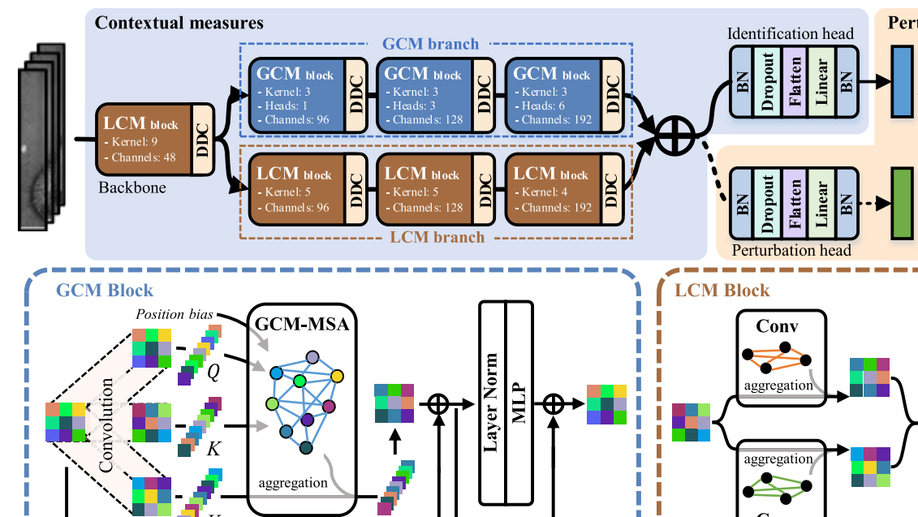 Contextual measures
GCM branch
GCM block
- Kernel: 3
- Heads: 1
- Channels: 96
DDC
GCM block
- Kernel: 3
- Heads: 3
- Channels: 128
DDC
GCM block
- Kernel: 3
- Heads: 6
- Channels: 192
DDC
LCM block
- Kernel: 9
- Channels: 48
DDC
Backbone
LCM block
- Kernel: 5
- Channels: 96
DDC
LCM block
- Kernel: 5
- Channels: 128
DDC
LCM block
- Kernel: 4
- Channels: 192
DDC
LCM branch
Identification head
BN
Dropout
Flatten
Linear
BN
BN
Dropout
Flatten
Linear
BN
Perturbation head
GCM Block
Position bias
Convolution
Q
K
GCM-MSA
aggregation
Layer Norm
MLP
LCM Block
Conv
aggregation
aggregation